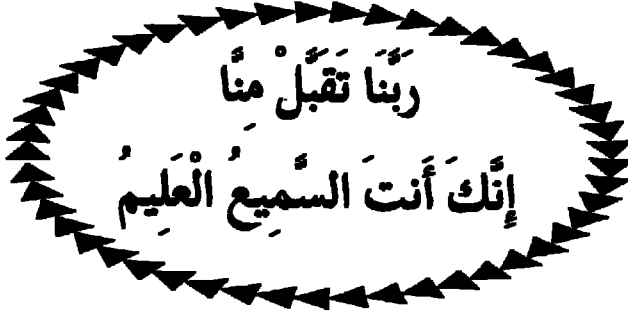 رَبَّنَا تَقَبَّلْ مِنَّا
إِنَّكَ أَنتَ السَّمِيعُ الْعَلِيمُ